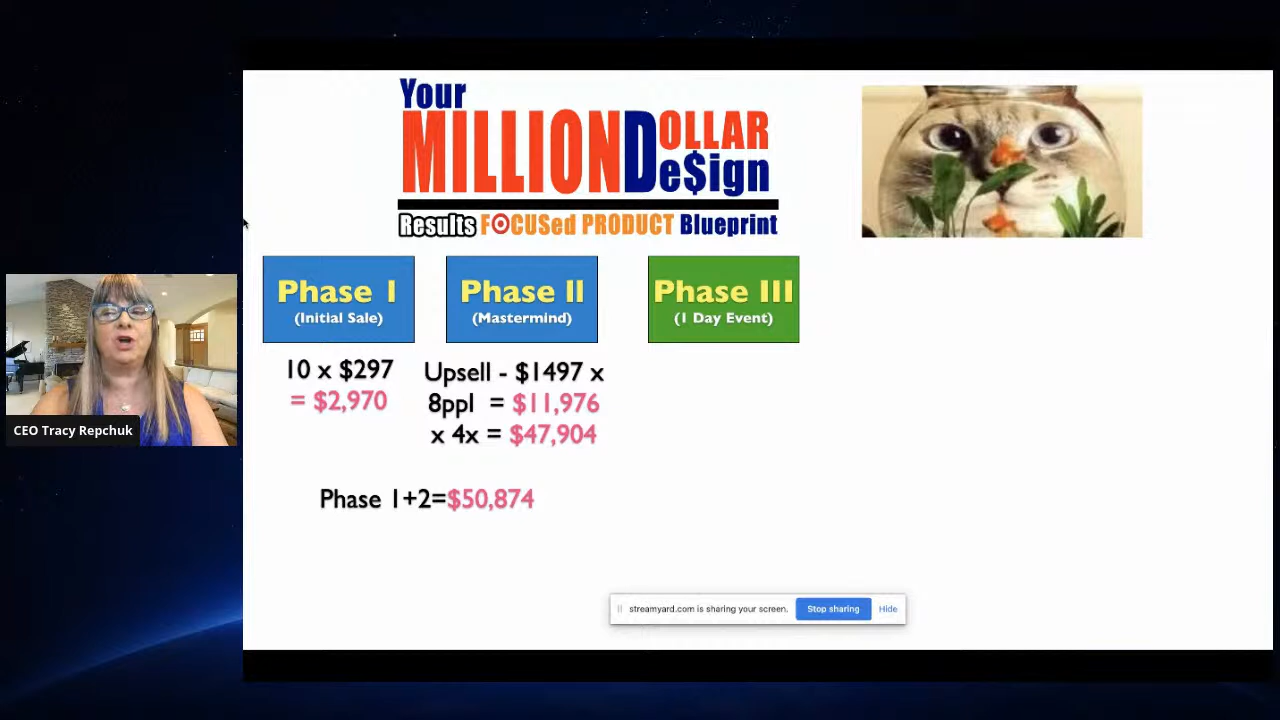 Your
MILLION DOLLAR
De$ign
Results FOCUSed PRODUCT Blueprint
Phase I
(Initial Sale)
Phase II
(Mastermind)
Phase III
(1 Day Event)
10 x $297
= $2,970
Upsell - $1497 x
8ppl = $11,976
x 4x = $47,904
CEO Tracy Repchuk
Phase 1+2=$50,874
streamyard.com is sharing your screen.
Stop sharing
Hide